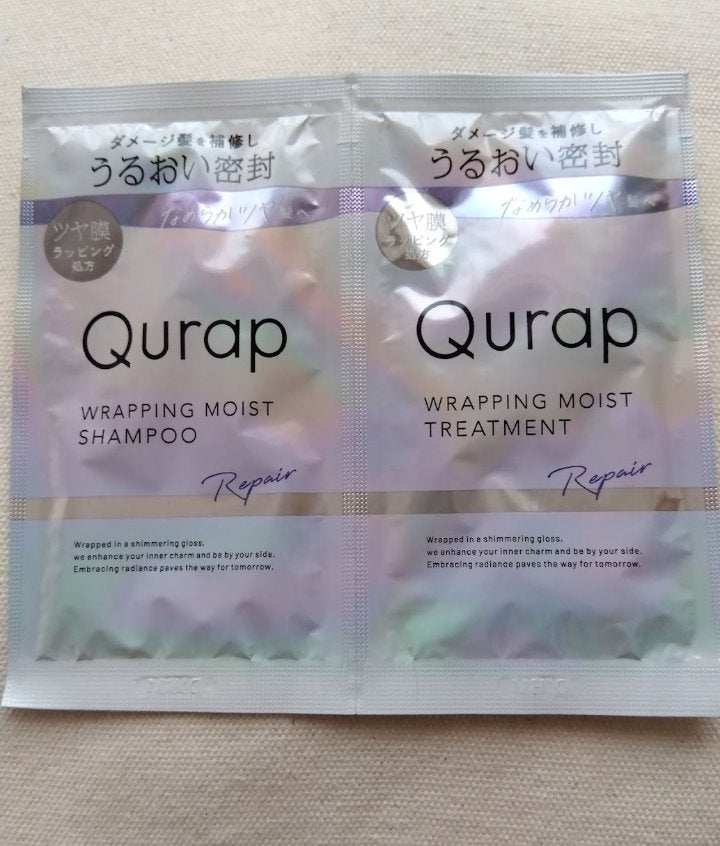 ダメージ髪を補修し
うるおい密封
なめらかツヤ髪へ
ツヤ膜
ラッピング
処方
Qurap
WRAPPING MOIST
SHAMPOO
Repair
Wrapped in a shimmering gloss,
we enhance your inner charm and be by your side.
Embracing radiance paves the way for tomorrow.
ダメージ髪を補修し
うるおい密封
なめらかツヤ髪へ
ツヤ膜
ラッピング
処方
Qurap
WRAPPING MOIST
TREATMENT
Repair
Wrapped in a shimmering gloss,
we enhance your inner charm and be by your side.
Embracing radiance paves the way for tomorrow.